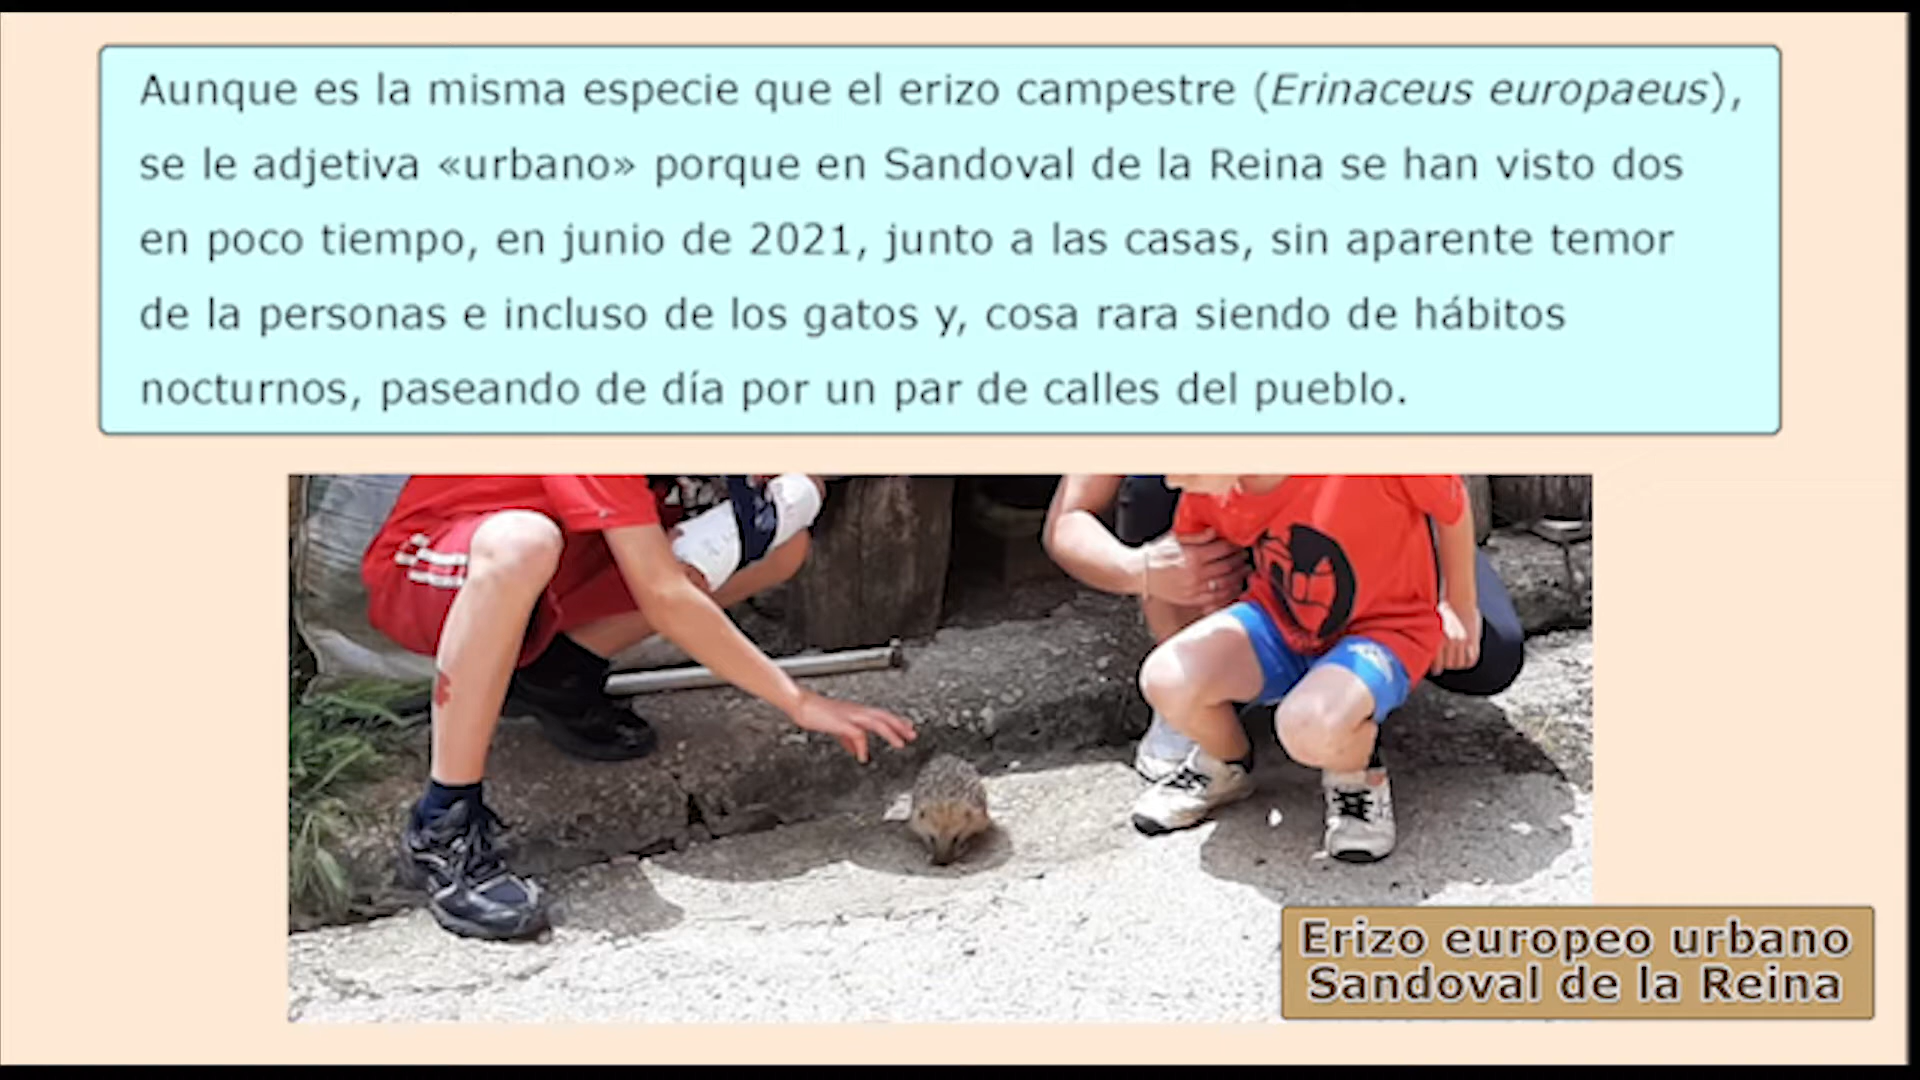 Aunque es la misma especie que el erizo campestre (Erinaceus europaeus),
se le adjetiva «urbano» porque en Sandoval de la Reina se han visto dos
en poco tiempo, en junio de 2021, junto a las casas, sin aparente temor
de la personas e incluso de los gatos y, cosa rara siendo de hábitos
nocturnos, paseando de día por un par de calles del pueblo.
Erizo europeo urbano
Sandoval de la Reina